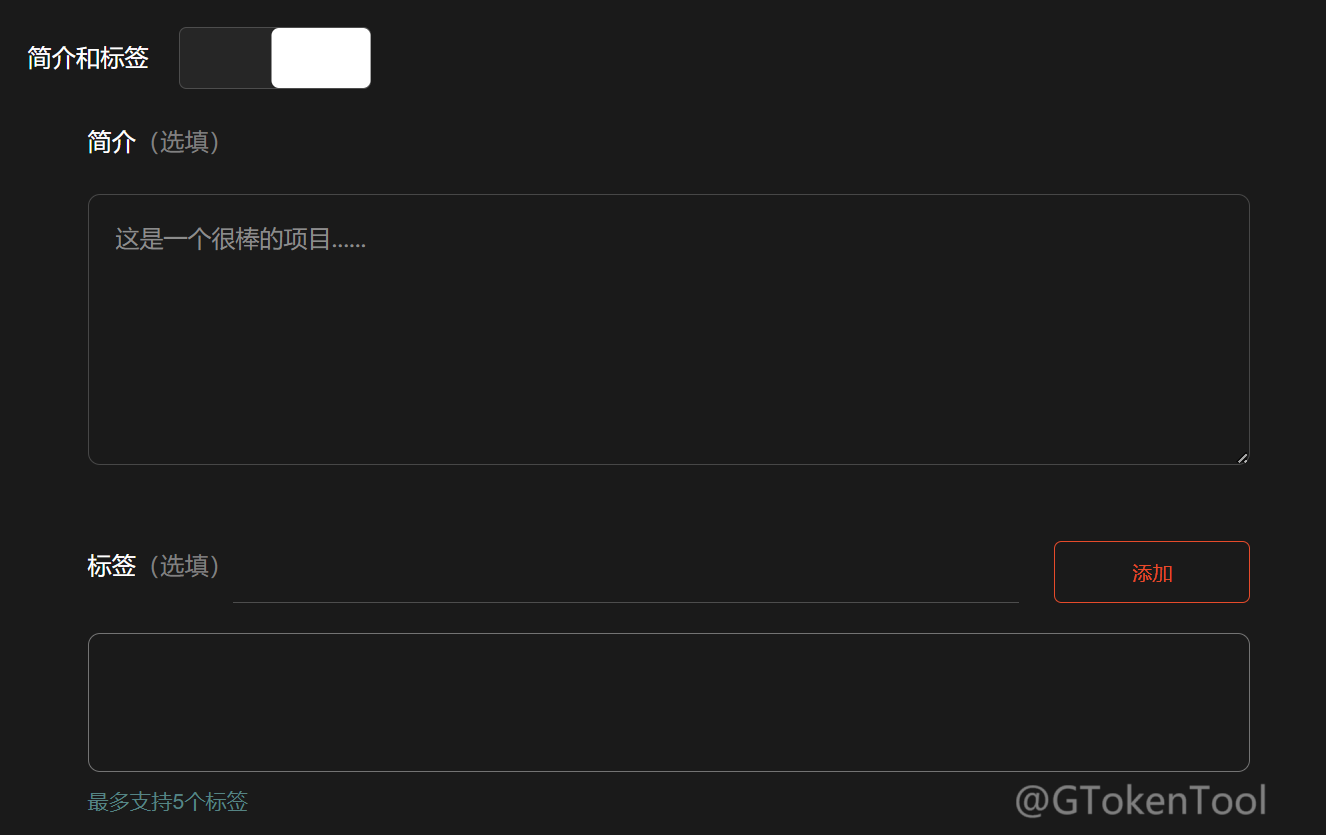 简介和标签
简介（选填）
这是一个很棒的项目......
标签（选填）
添加
最多支持5个标签
@GTokenTool